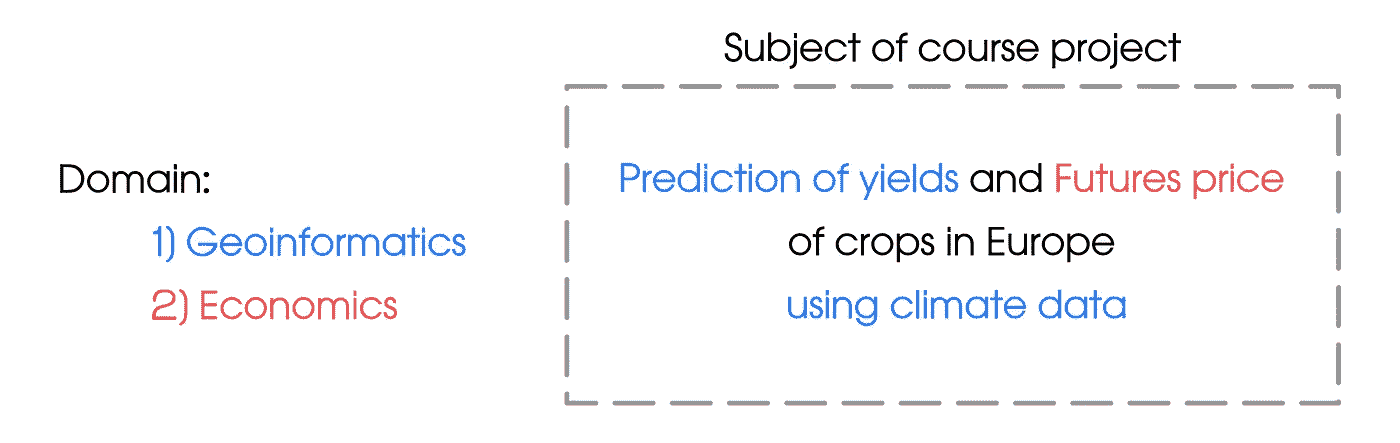 Subject of course project
Domain:
1) Geoinformatics
2) Economics
Prediction of yields and Futures price
of crops in Europe
using climate data